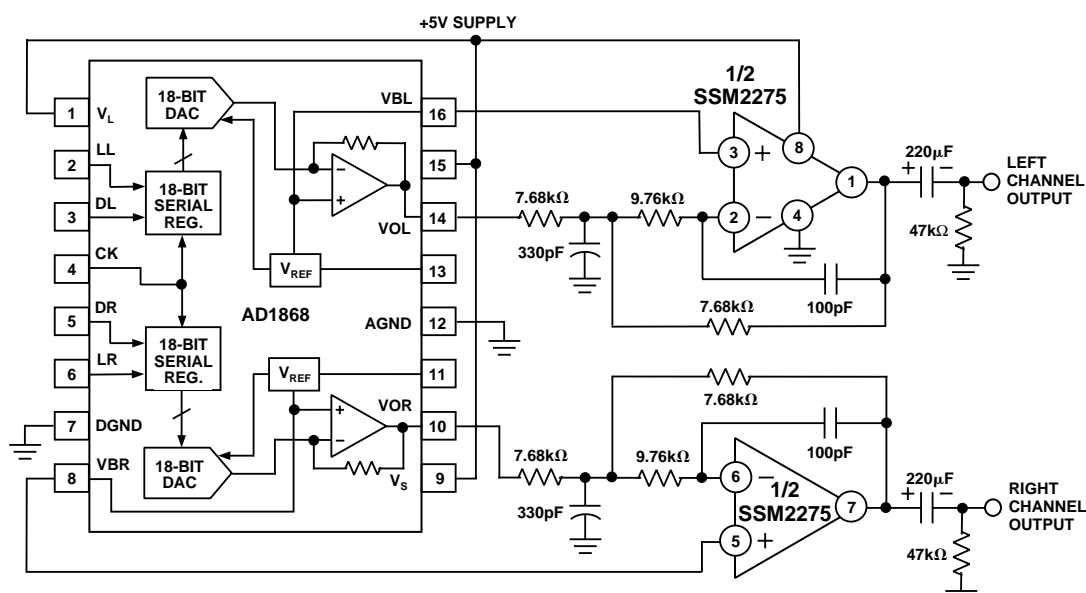 +5V SUPPLY
1
VL
2
LL
3
DL
4
CK
5
DR
6
LR
7
DGND
8
VBR
18-BIT
DAC
18-BIT
SERIAL
REG.
18-BIT
SERIAL
REG.
18-BIT
DAC
VREF
AD1868
VREF
VBL
16
15
VOL
14
13
AGND
12
11
VOR
10
VS
9
−
+
+
−
1/2
SSM2275
3
+
2
−
8
4
1
7.68kΩ
330pF
9.76kΩ
100pF
7.68kΩ
220µF
+
−
47kΩ
LEFT
CHANNEL
OUTPUT
7.68kΩ
100pF
7.68kΩ
330pF
9.76kΩ
6
−
5
+
1/2
SSM2275
7
220µF
+
−
47kΩ
RIGHT
CHANNEL
OUTPUT